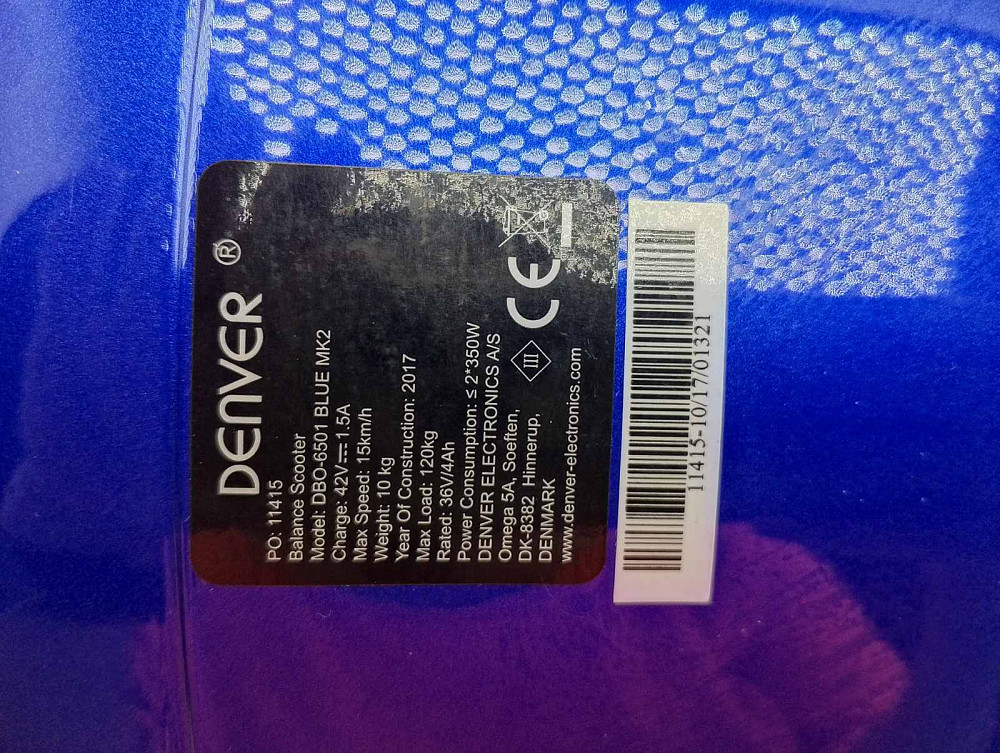 DENVER®
PO: 11415
Balance Scooter
Model: DBO-6501 BLUE MK2
Charge: 42V⎓1.5A
Max Speed: 15km/h
Weight: 10 kg
Year Of Construction: 2017
Max Load: 120kg
Rated: 36V/4Ah
Power Consumption: ≤ 2*350W
DENVER ELECTRONICS A/S
Omega 5A, Soeften,
DK-8382 Hinnerup,
DENMARK
www.denver-electronics.com
III
CE
11415-10/17/01321